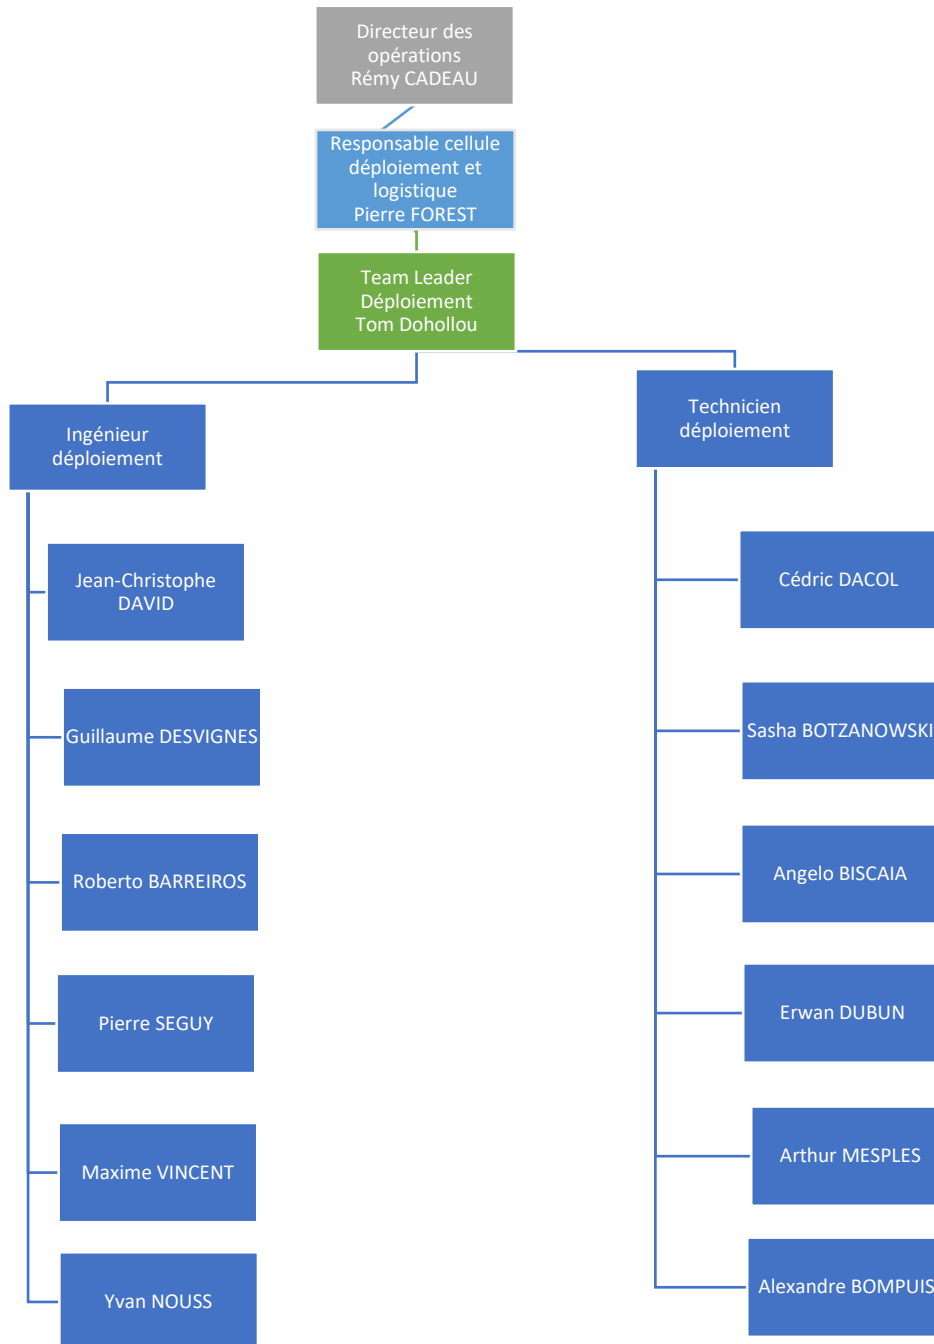 Directeur des
opérations
Rémy CADEAU
Responsable cellule
déploiement et
logistique
Pierre FOREST
Team Leader
Déploiement
Tom Dohollou
Ingénieur
déploiement
Jean-Christophe
DAVID
Guillaume DESVIGNES
Roberto BARREIROS
Pierre SEGUY
Maxime VINCENT
Yvan NOUSS
Technicien
déploiement
Cédric DACOL
Sasha BOTZANOWSKI
Angelo BISCAIA
Erwan DUBUN
Arthur MESPLES
Alexandre BOMPUIS